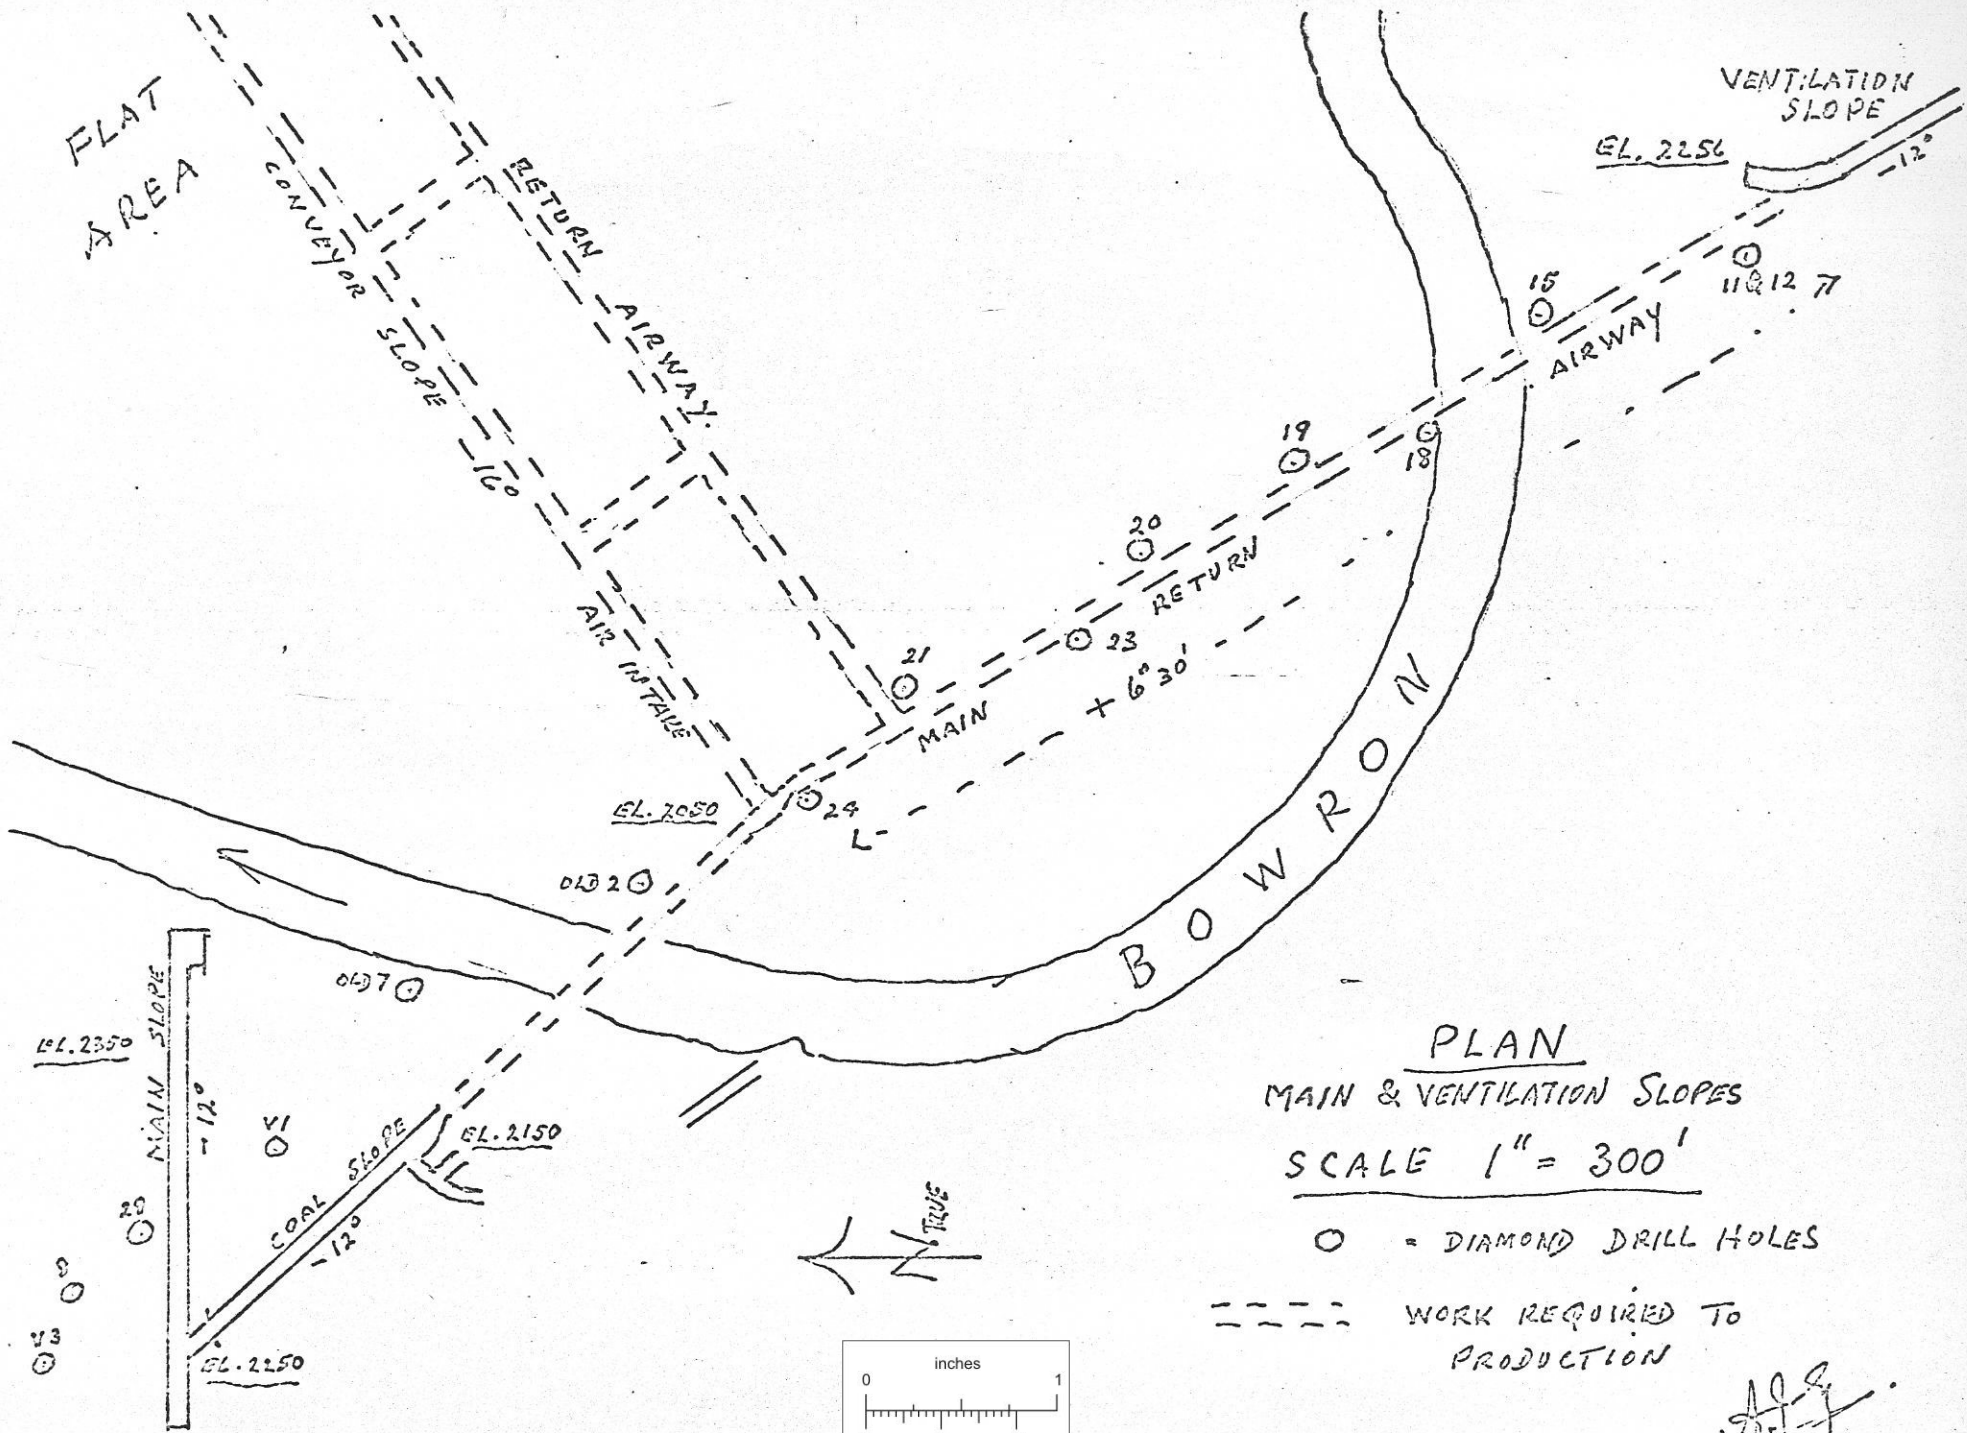 FLAT
AREA
CONVEYOR SLOPE -16°
AIR INTAKE
RETURN AIRWAY
VENTILATION
SLOPE
EL. 2256
-12°
15
11 & 12
AIRWAY
19
18
20
RETURN
23
21
MAIN
+ 6° 30'
EL. 2050
24
OLD 2
OLD 7
BOWRON
EL. 2350
MAIN SLOPE
-12°
V1
COAL SLOPE
-12°
EL. 2150
V3
EL. 2250
N TRUE
PLAN
MAIN & VENTILATION SLOPES
SCALE 1" = 300'
O = DIAMOND DRILL HOLES
WORK REQUIRED TO
PRODUCTION
inches
0 1